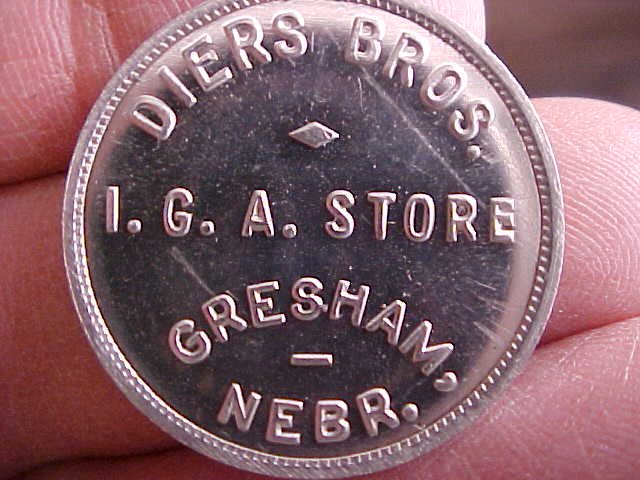 DIERS BROS.
I. G. A. STORE
GRESHAM,
NEBR.